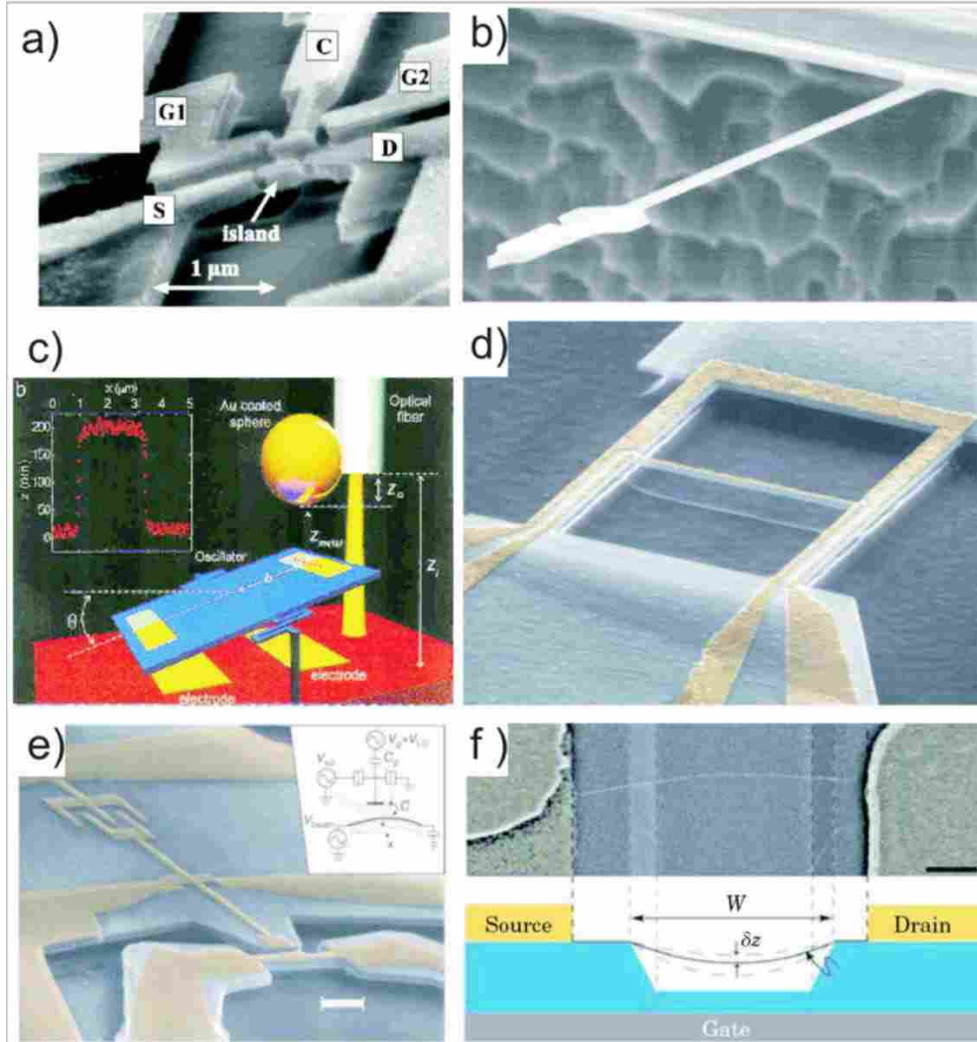 a)
C
G2
G1
D
S
island
1 μm
b)
c)
b
x (μm)
0 1 2 3 4 5
200
150
100
50
0
z (nm)
Au coated
sphere
Optical
fiber
Oscillator
θ
b
electrode
electrode
d)
e)
f)
W
Source
Drain
δz
Gate